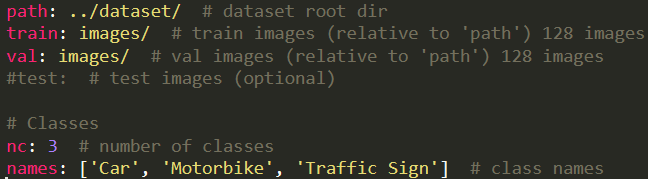 path: ../dataset/  # dataset root dir
train: images/  # train images (relative to 'path') 128 images
val: images/  # val images (relative to 'path') 128 images
#test:  # test images (optional)

# Classes
nc: 3  # number of classes
names: ['Car', 'Motorbike', 'Traffic Sign']  # class names